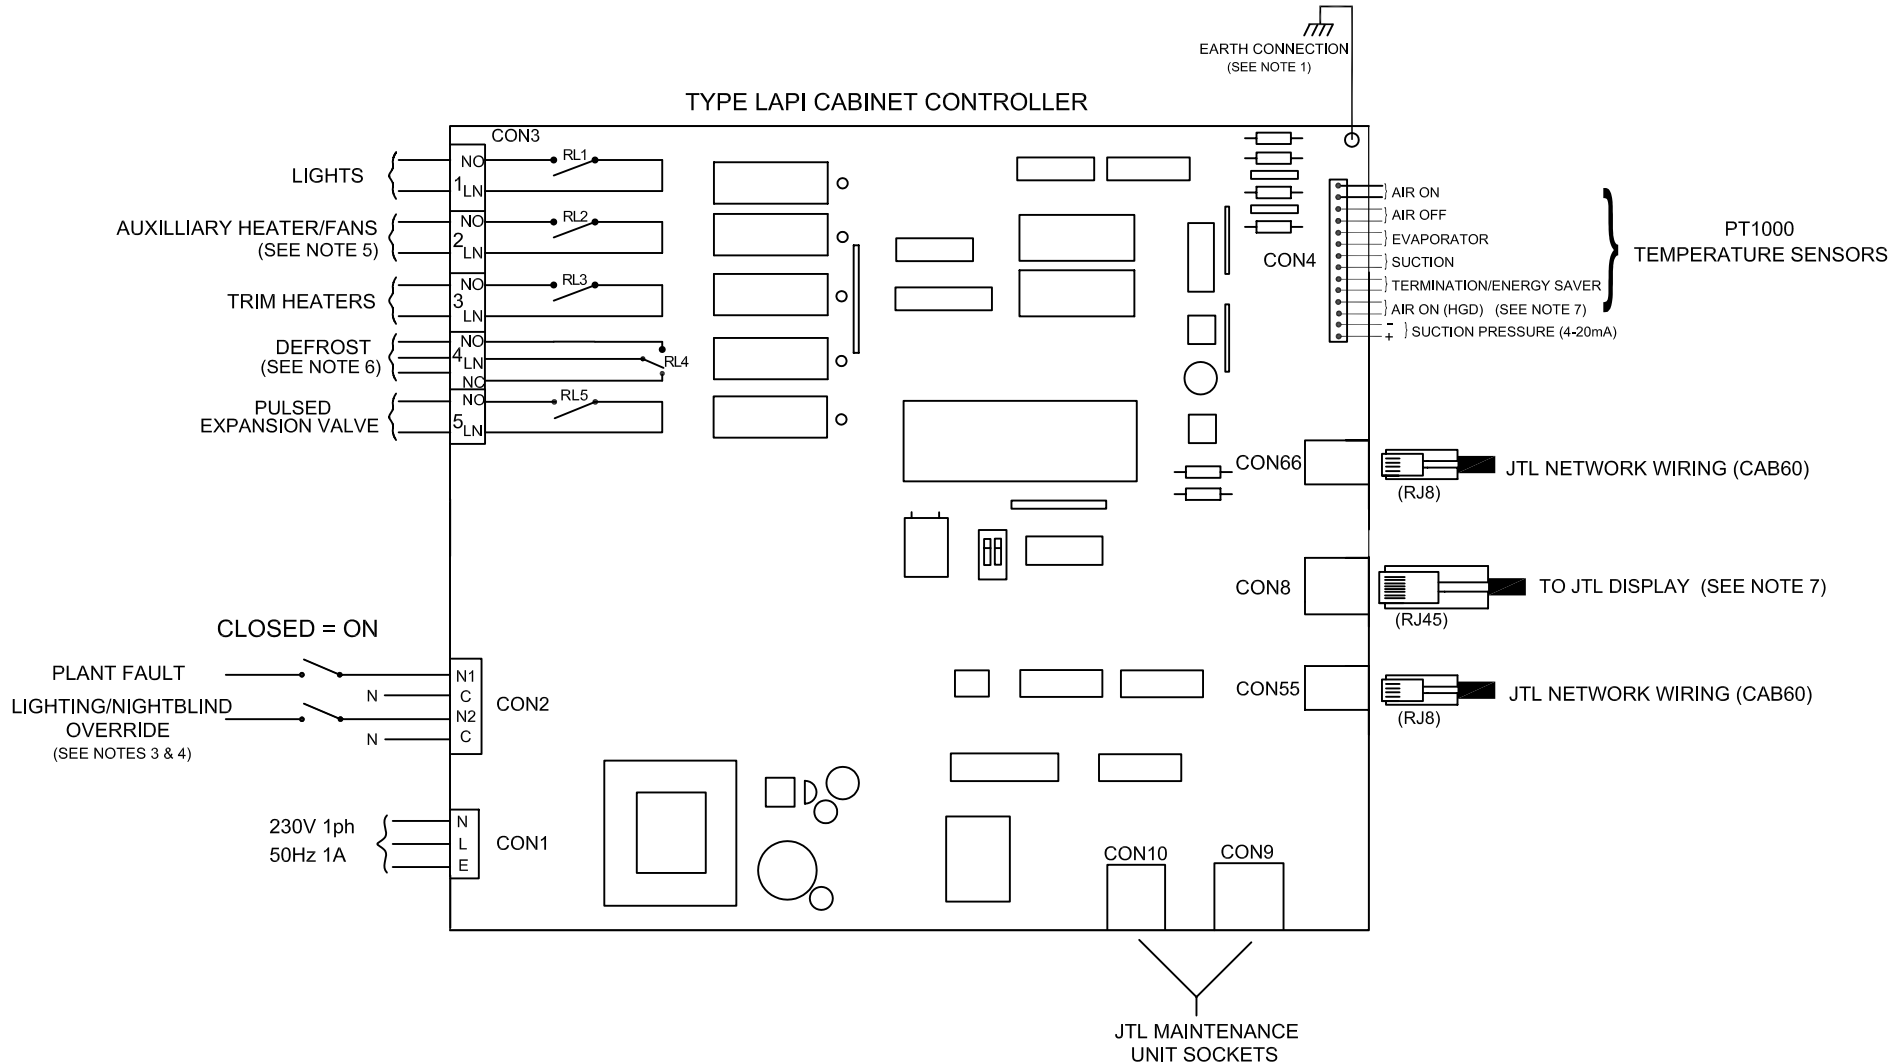 EARTH CONNECTION
(SEE NOTE 1)
TYPE LAPI CABINET CONTROLLER
CON3
LIGHTS
NO
1
LN
RL1
AUXILLIARY HEATER/FANS
(SEE NOTE 5)
NO
2
LN
RL2
TRIM HEATERS
NO
3
LN
RL3
DEFROST
(SEE NOTE 6)
NO
4
LN
NC
RL4
PULSED
EXPANSION VALVE
NO
5
LN
RL5
CON4
AIR ON
AIR OFF
EVAPORATOR
SUCTION
TERMINATION/ENERGY SAVER
AIR ON (HGD) (SEE NOTE 7)
- 
+
SUCTION PRESSURE (4-20mA)
PT1000
TEMPERATURE SENSORS
CON66
(RJ8)
JTL NETWORK WIRING (CAB60)
CON8
(RJ45)
TO JTL DISPLAY (SEE NOTE 7)
CON55
(RJ8)
JTL NETWORK WIRING (CAB60)
CLOSED = ON
PLANT FAULT
N
LIGHTING/NIGHTBLIND
OVERRIDE
(SEE NOTES 3 & 4)
N
N1
C
N2
C
CON2
230V 1ph
50Hz 1A
N
L
E
CON1
CON10
CON9
JTL MAINTENANCE
UNIT SOCKETS